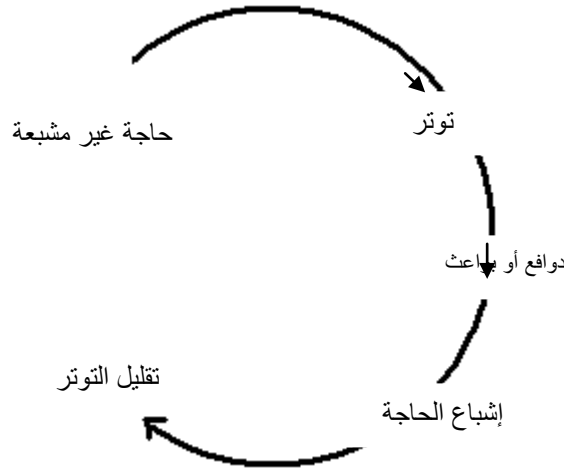 حاجة غير مشبعة
توتر
دوافع أو بواعث
إشباع الحاجة
تقليل التوتر